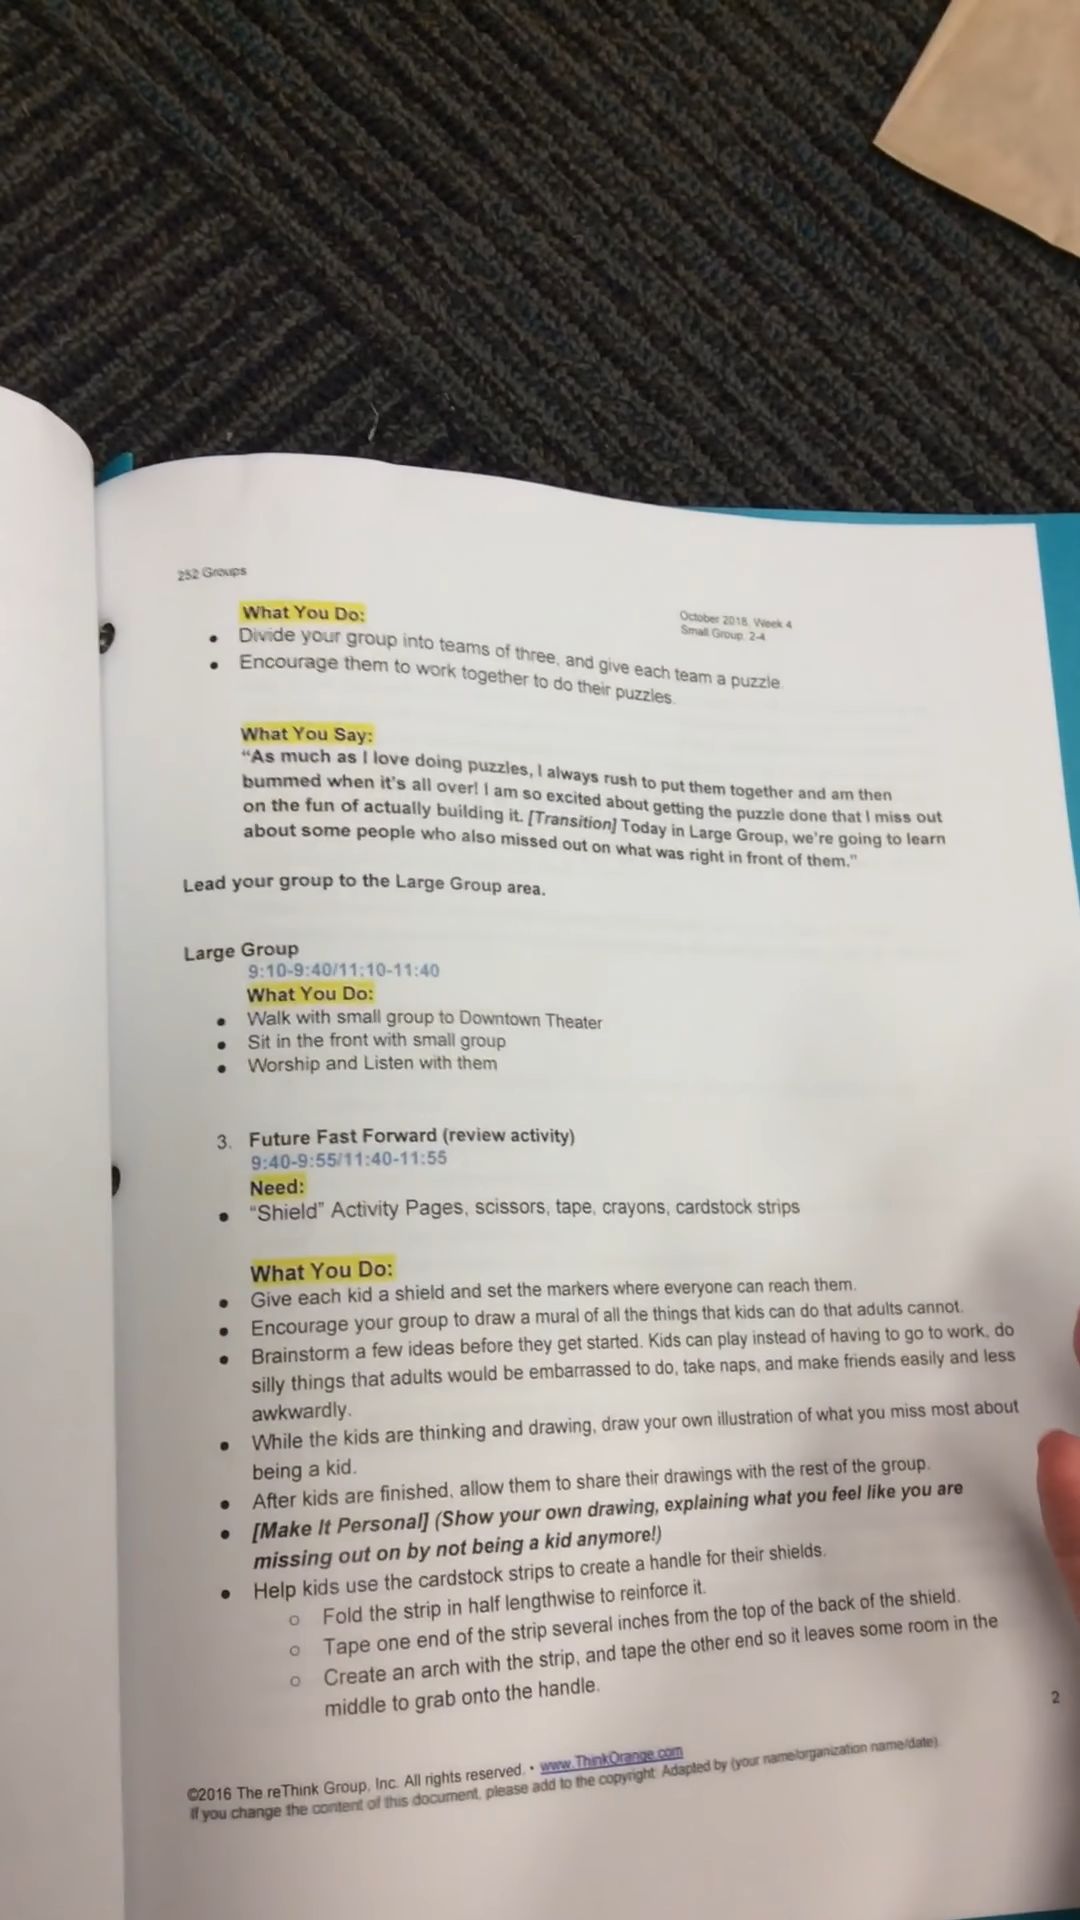 252 Groups
October 2018, Week 4
Small Group, 2-4
What You Do:
• Divide your group into teams of three, and give each team a puzzle.
• Encourage them to work together to do their puzzles.
What You Say:
“As much as I love doing puzzles, I always rush to put them together and am then
bummed when it's all over! I am so excited about getting the puzzle done that I miss out
on the fun of actually building it. [Transition] Today in Large Group, we're going to learn
about some people who also missed out on what was right in front of them.”
Lead your group to the Large Group area.
Large Group
9:10-9:40/11:10-11:40
What You Do:
• Walk with small group to Downtown Theater
• Sit in the front with small group
• Worship and Listen with them
3. Future Fast Forward (review activity)
9:40-9:55/11:40-11:55
Need:
• “Shield” Activity Pages, scissors, tape, crayons, cardstock strips
What You Do:
• Give each kid a shield and set the markers where everyone can reach them.
• Encourage your group to draw a mural of all the things that kids can do that adults cannot.
• Brainstorm a few ideas before they get started. Kids can play instead of having to go to work, do
silly things that adults would be embarrassed to do, take naps, and make friends easily and less
awkwardly.
• While the kids are thinking and drawing, draw your own illustration of what you miss most about
being a kid.
• After kids are finished, allow them to share their drawings with the rest of the group.
• [Make It Personal] (Show your own drawing, explaining what you feel like you are
missing out on by not being a kid anymore!)
• Help kids use the cardstock strips to create a handle for their shields.
o Fold the strip in half lengthwise to reinforce it.
o Tape one end of the strip several inches from the top of the back of the shield.
o Create an arch with the strip, and tape the other end so it leaves some room in the
middle to grab onto the handle.
2
©2016 The reThink Group, Inc. All rights reserved. • www.ThinkOrange.com
If you change the content of this document, please add to the copyright: Adapted by (your name/organization name/date)